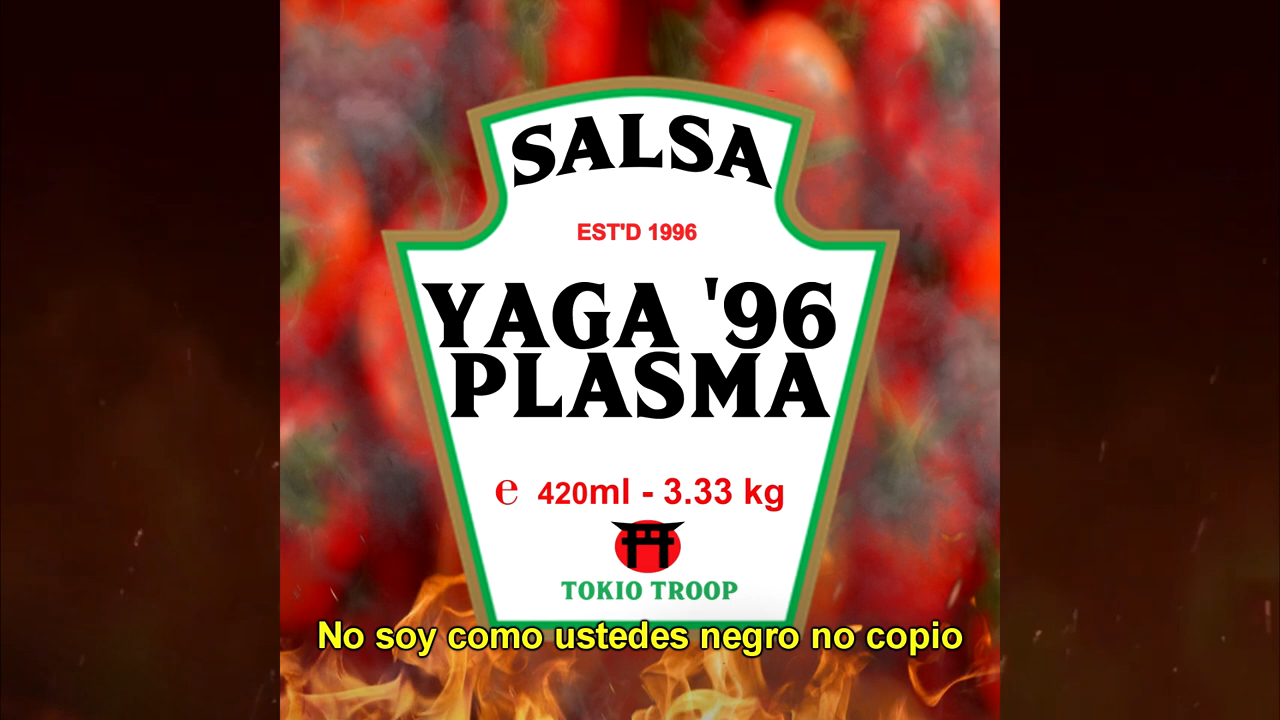 SALSA
EST'D 1996
YAGA '96
PLASMA
℮ 420ml - 3.33 kg
TOKIO TROOP
No soy como ustedes negro no copio